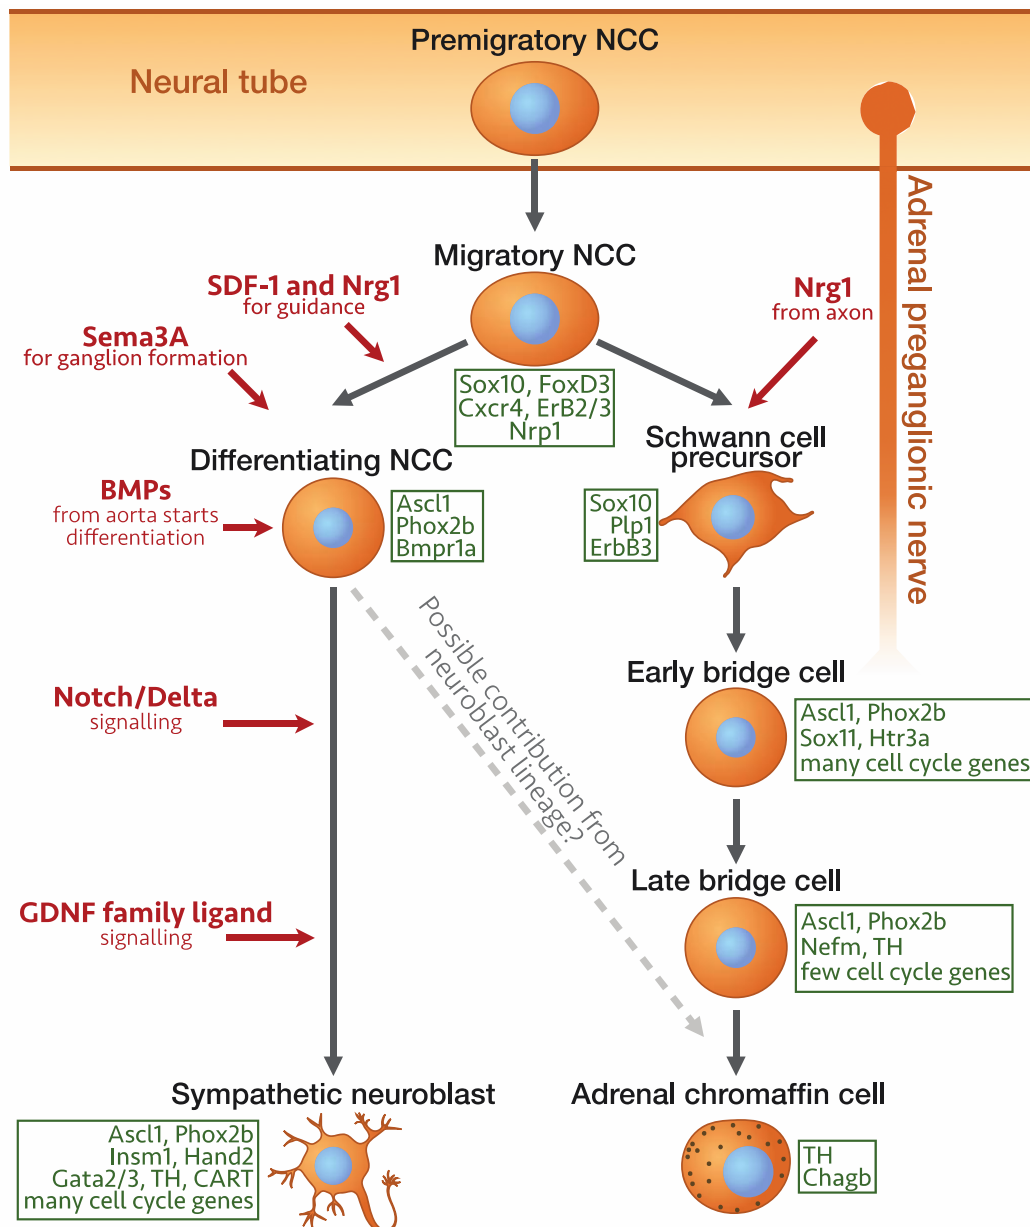 Premigratory NCC
Neural tube
Adrenal preganglionic nerve
Migratory NCC
SDF-1 and Nrg1
for guidance
Nrg1
from axon
Sema3A
for ganglion formation
Sox10, FoxD3
Cxcr4, ErB2/3
Nrp1
Differentiating NCC
Schwann cell
precursor
BMPs
from aorta starts
differentiation
Ascl1
Phox2b
Bmpr1a
Sox10
Plp1
ErbB3
Possible contribution from
neuroblast lineage?
Early bridge cell
Notch/Delta
signalling
Ascl1, Phox2b
Sox11, Htr3a
many cell cycle genes
Late bridge cell
GDNF family ligand
signalling
Ascl1, Phox2b
Nefm, TH
few cell cycle genes
Sympathetic neuroblast
Adrenal chromaffin cell
Ascl1, Phox2b
Insm1, Hand2
Gata2/3, TH, CART
many cell cycle genes
TH
Chagb